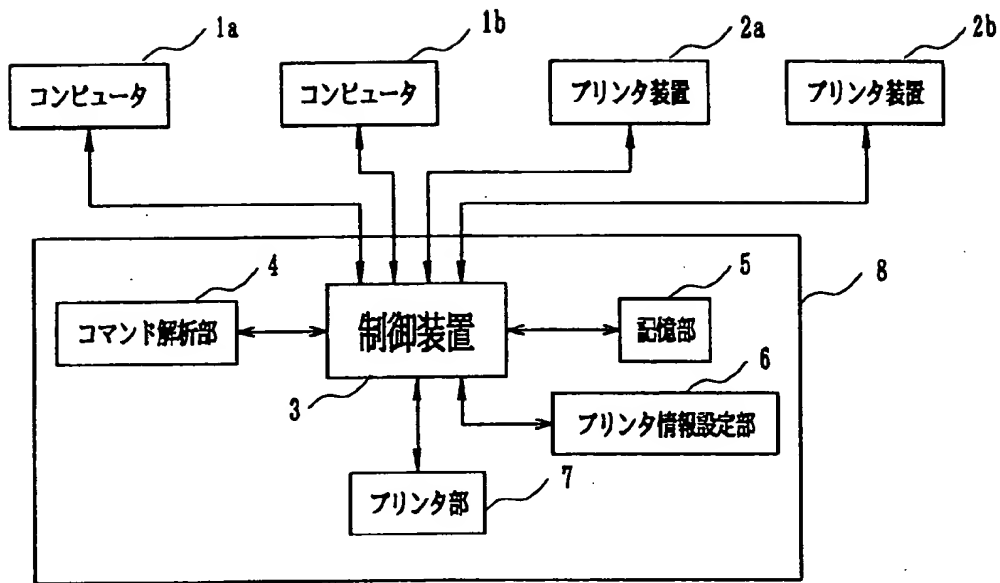 1a
1b
2a
2b
コンピュータ
コンピュータ
プリンタ装置
プリンタ装置
4
5
8
コマンド解析部
制御装置
記憶部
3
6
プリンタ情報設定部
7
プリンタ部